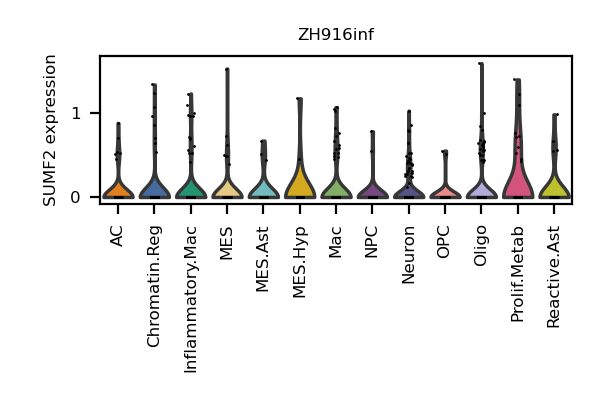 ZH916inf
SUMF2 expression
1
0
AC
Chromatin.Reg
Inflammatory.Mac
MES
MES.Ast
MES.Hyp
Mac
NPC
Neuron
OPC
Oligo
Prolif.Metab
Reactive.Ast